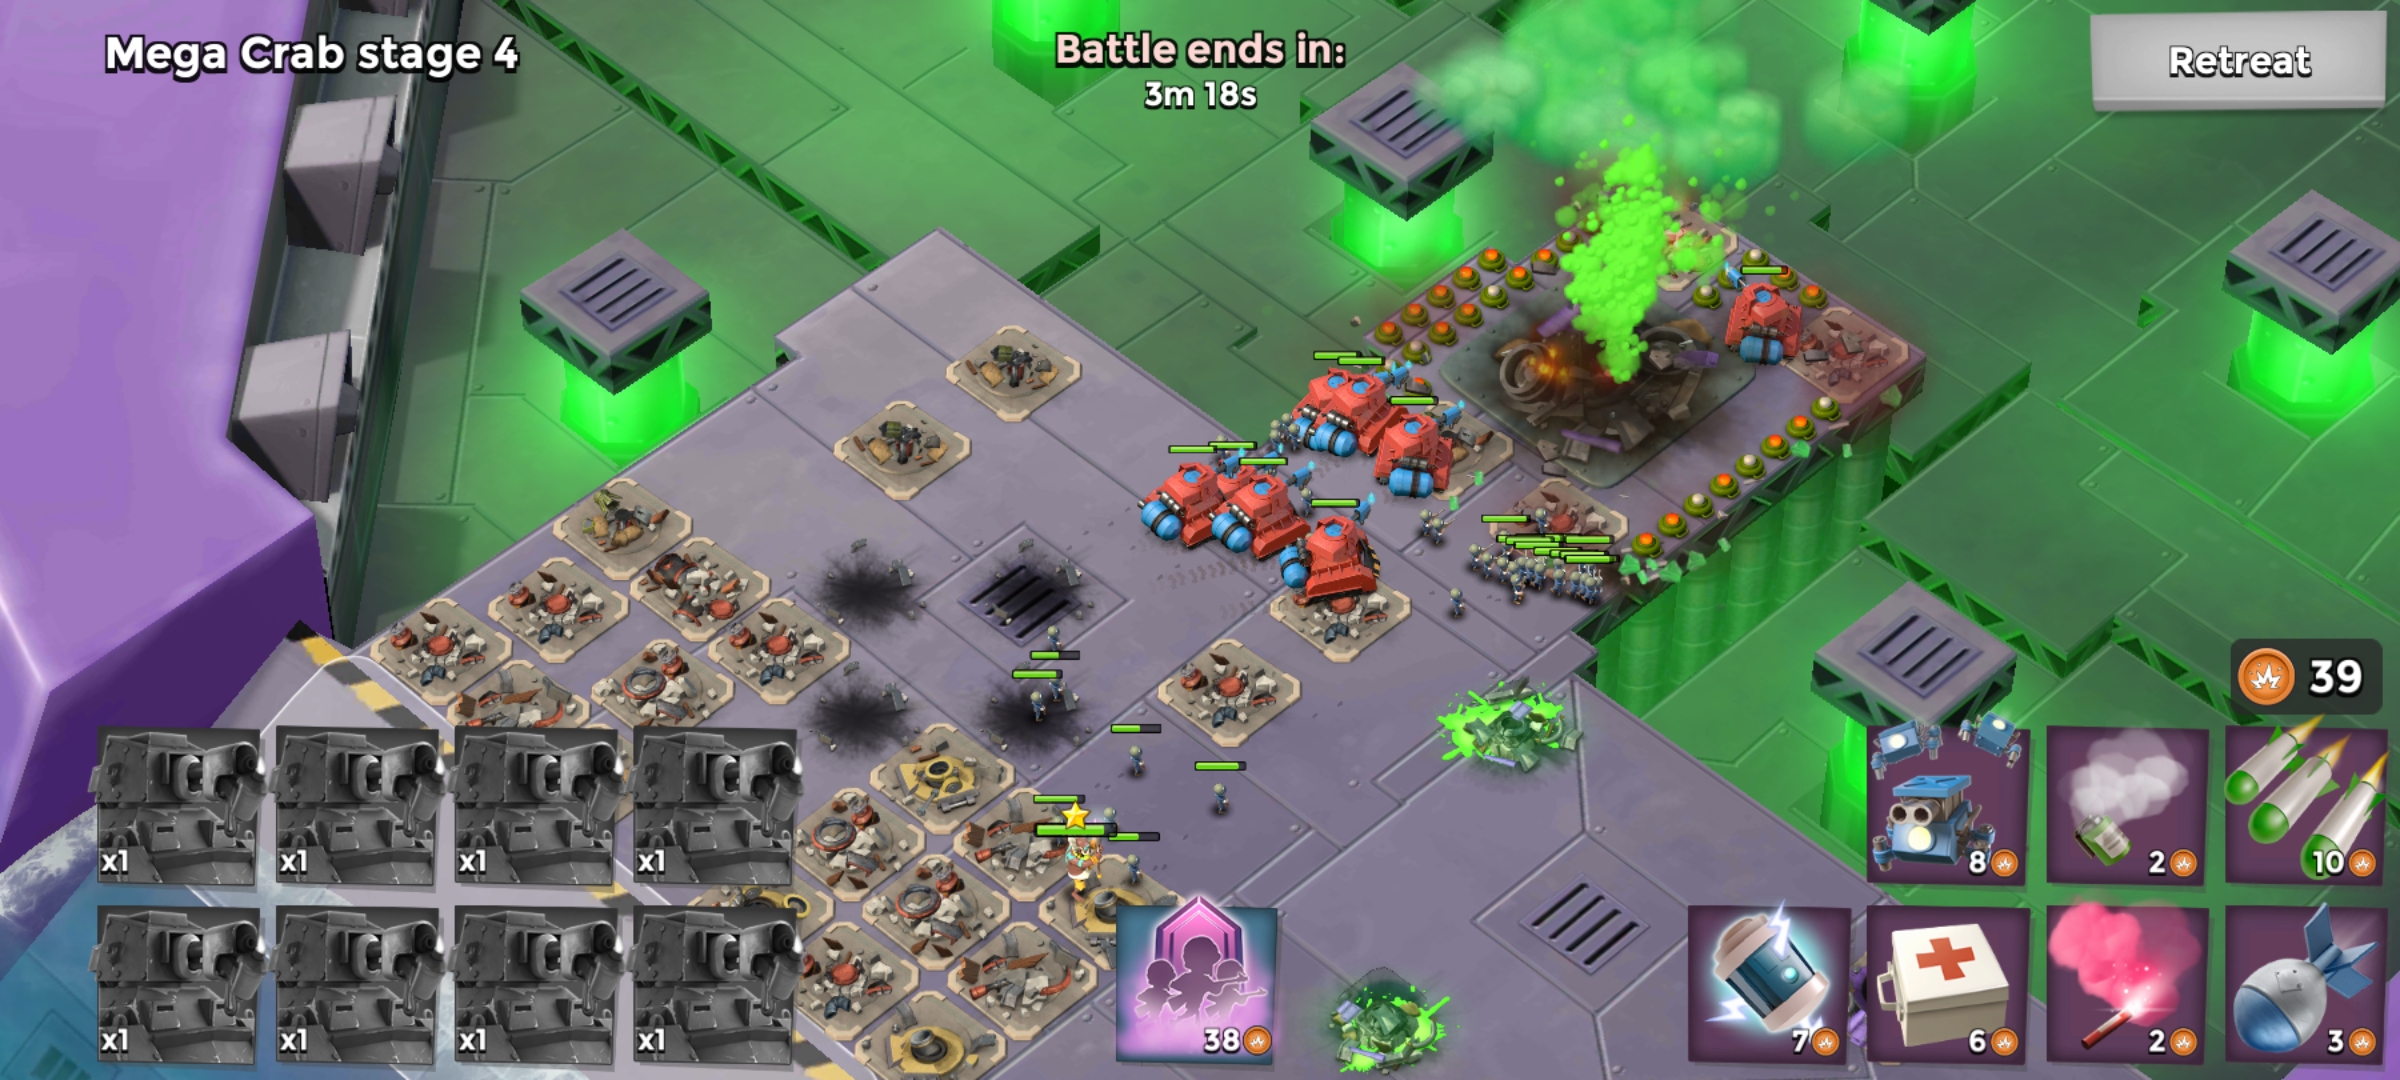 Mega Crab stage 4
Battle ends in:
3m 18s
Retreat
39
x1
x1
x1
x1
8
2
10
x1
x1
x1
x1
38
7
6
2
3